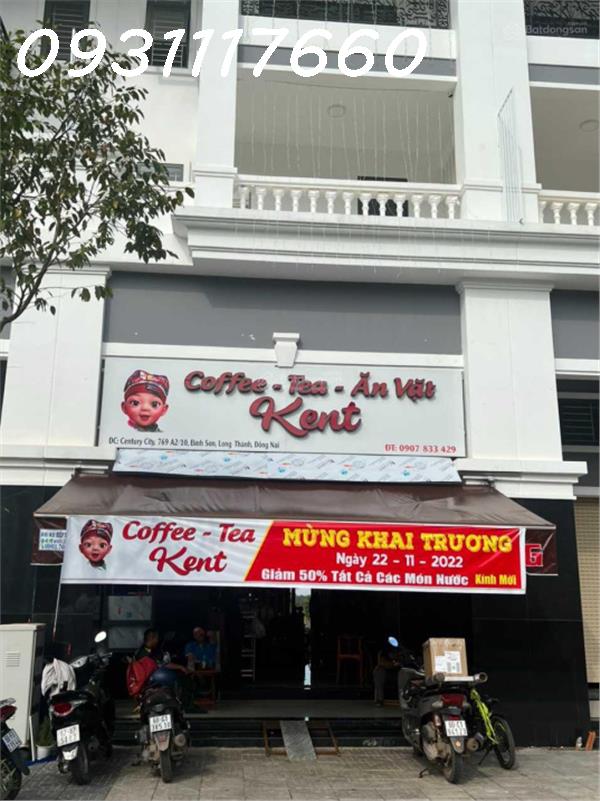 0931117660
Batdongsan
Coffee - Tea - Ăn Vặt
Kent
ĐC: Century City, 769 A2/10, Bình Sơn, Long Thành, Đồng Nai
ĐT: 0907 833 429
Coffee - Tea
Kent
MỪNG KHAI TRƯƠNG
Ngày 22 - 11 - 2022
Giảm 50% Tất Cả Các Món Nước Kính Mời